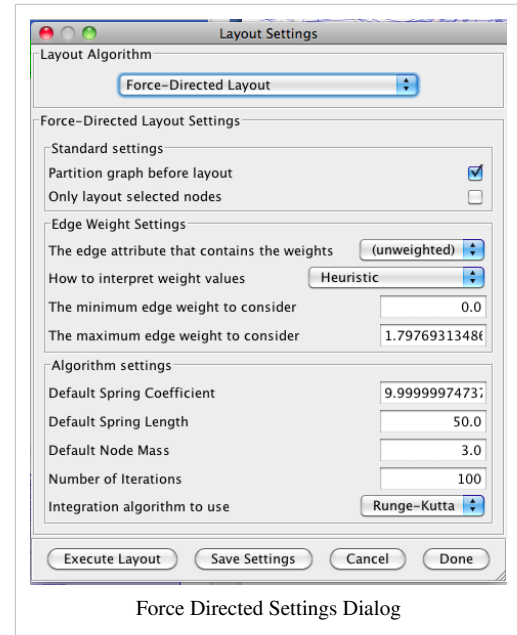 Layout Settings
Layout Algorithm
Force-Directed Layout
Force-Directed Layout Settings
Standard settings
Partition graph before layout
Only layout selected nodes
Edge Weight Settings
The edge attribute that contains the weights (unweighted)
How to interpret weight values Heuristic
The minimum edge weight to consider 0.0
The maximum edge weight to consider 1.79769313486
Algorithm settings
Default Spring Coefficient 9.99999974737
Default Spring Length 50.0
Default Node Mass 3.0
Number of Iterations 100
Integration algorithm to use Runge-Kutta
Execute Layout Save Settings Cancel Done
Force Directed Settings Dialog